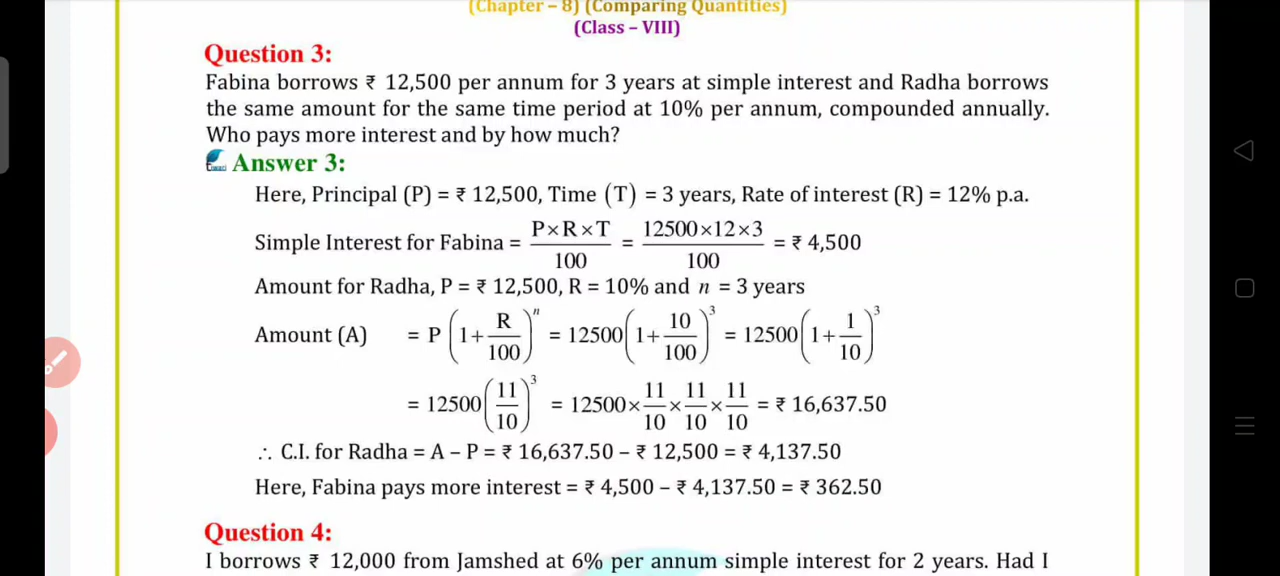 (Chapter – 8) (Comparing Quantities)
(Class – VIII)
Question 3:
Fabina borrows ₹ 12,500 per annum for 3 years at simple interest and Radha borrows
the same amount for the same time period at 10% per annum, compounded annually.
Who pays more interest and by how much?
Answer 3:
Here, Principal (P) = ₹ 12,500, Time (T) = 3 years, Rate of interest (R) = 12% p.a.
Simple Interest for Fabina = P×R×T/100 = 12500×12×3/100 = ₹ 4,500
Amount for Radha, P = ₹ 12,500, R = 10% and n = 3 years
Amount (A) = P(1+R/100)^n = 12500(1+10/100)^3 = 12500(1+1/10)^3
= 12500(11/10)^3 = 12500×11/10×11/10×11/10 = ₹ 16,637.50
∴ C.I. for Radha = A – P = ₹ 16,637.50 – ₹ 12,500 = ₹ 4,137.50
Here, Fabina pays more interest = ₹ 4,500 – ₹ 4,137.50 = ₹ 362.50
Question 4:
I borrows ₹ 12,000 from Jamshed at 6% per annum simple interest for 2 years. Had I